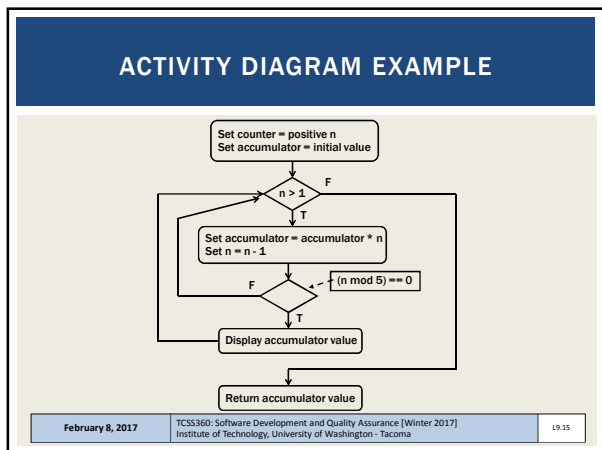 ACTIVITY DIAGRAM EXAMPLE
Set counter = positive n
Set accumulator = initial value
n > 1
F
T
Set accumulator = accumulator * n
Set n = n - 1
F
(n mod 5) == 0
T
Display accumulator value
Return accumulator value
February 8, 2017
TCSS360: Software Development and Quality Assurance [Winter 2017]
Institute of Technology, University of Washington - Tacoma
L9.15